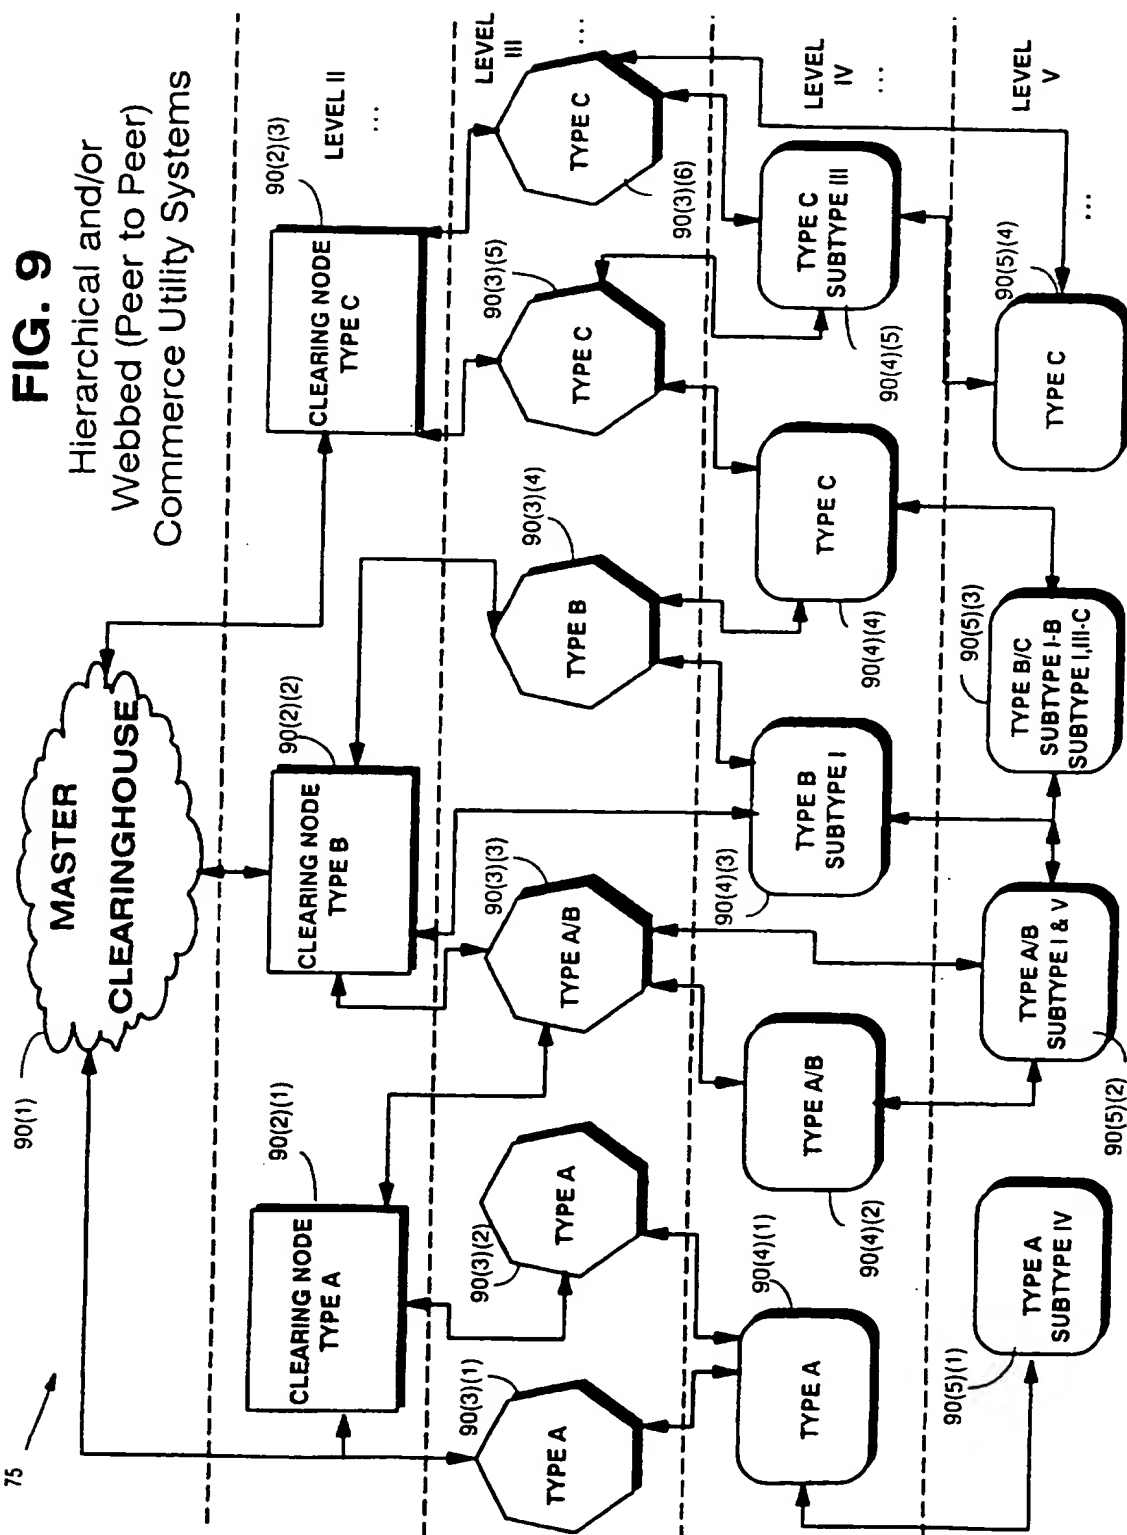 FIG. 9
Hierarchical and/or
Webbed (Peer to Peer)
Commerce Utility Systems
75
90(1)
MASTER
CLEARINGHOUSE
LEVEL II
...
90(2)(1)
CLEARING NODE
TYPE A
90(2)(2)
CLEARING NODE
TYPE B
90(2)(3)
CLEARING NODE
TYPE C
LEVEL
III
...
90(3)(1)
TYPE A
90(3)(2)
TYPE A
90(3)(3)
TYPE A/B
90(3)(4)
TYPE B
90(3)(5)
TYPE C
90(3)(6)
TYPE C
LEVEL
IV
...
90(4)(1)
TYPE A
90(4)(2)
TYPE A/B
90(4)(3)
TYPE B
SUBTYPE I
90(4)(4)
TYPE C
90(4)(5)
TYPE C
SUBTYPE III
LEVEL
V
...
90(5)(1)
TYPE A
SUBTYPE IV
90(5)(2)
TYPE A/B
SUBTYPE I & V
90(5)(3)
TYPE B/C
SUBTYPE I-B
SUBTYPE I,III-C
90(5)(4)
TYPE C